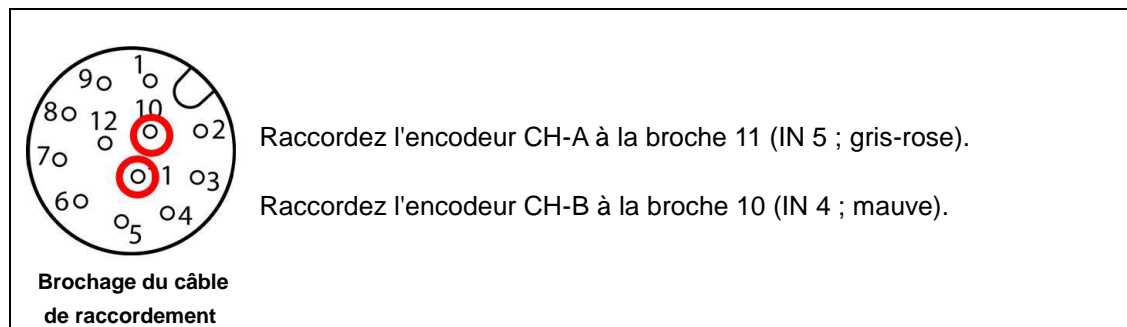 9 1
8 12 10 2
7 11 3
6 5 4
Raccordez l'encodeur CH-A à la broche 11 (IN 5 ; gris-rose).
Raccordez l'encodeur CH-B à la broche 10 (IN 4 ; mauve).
Brochage du câble
de raccordement